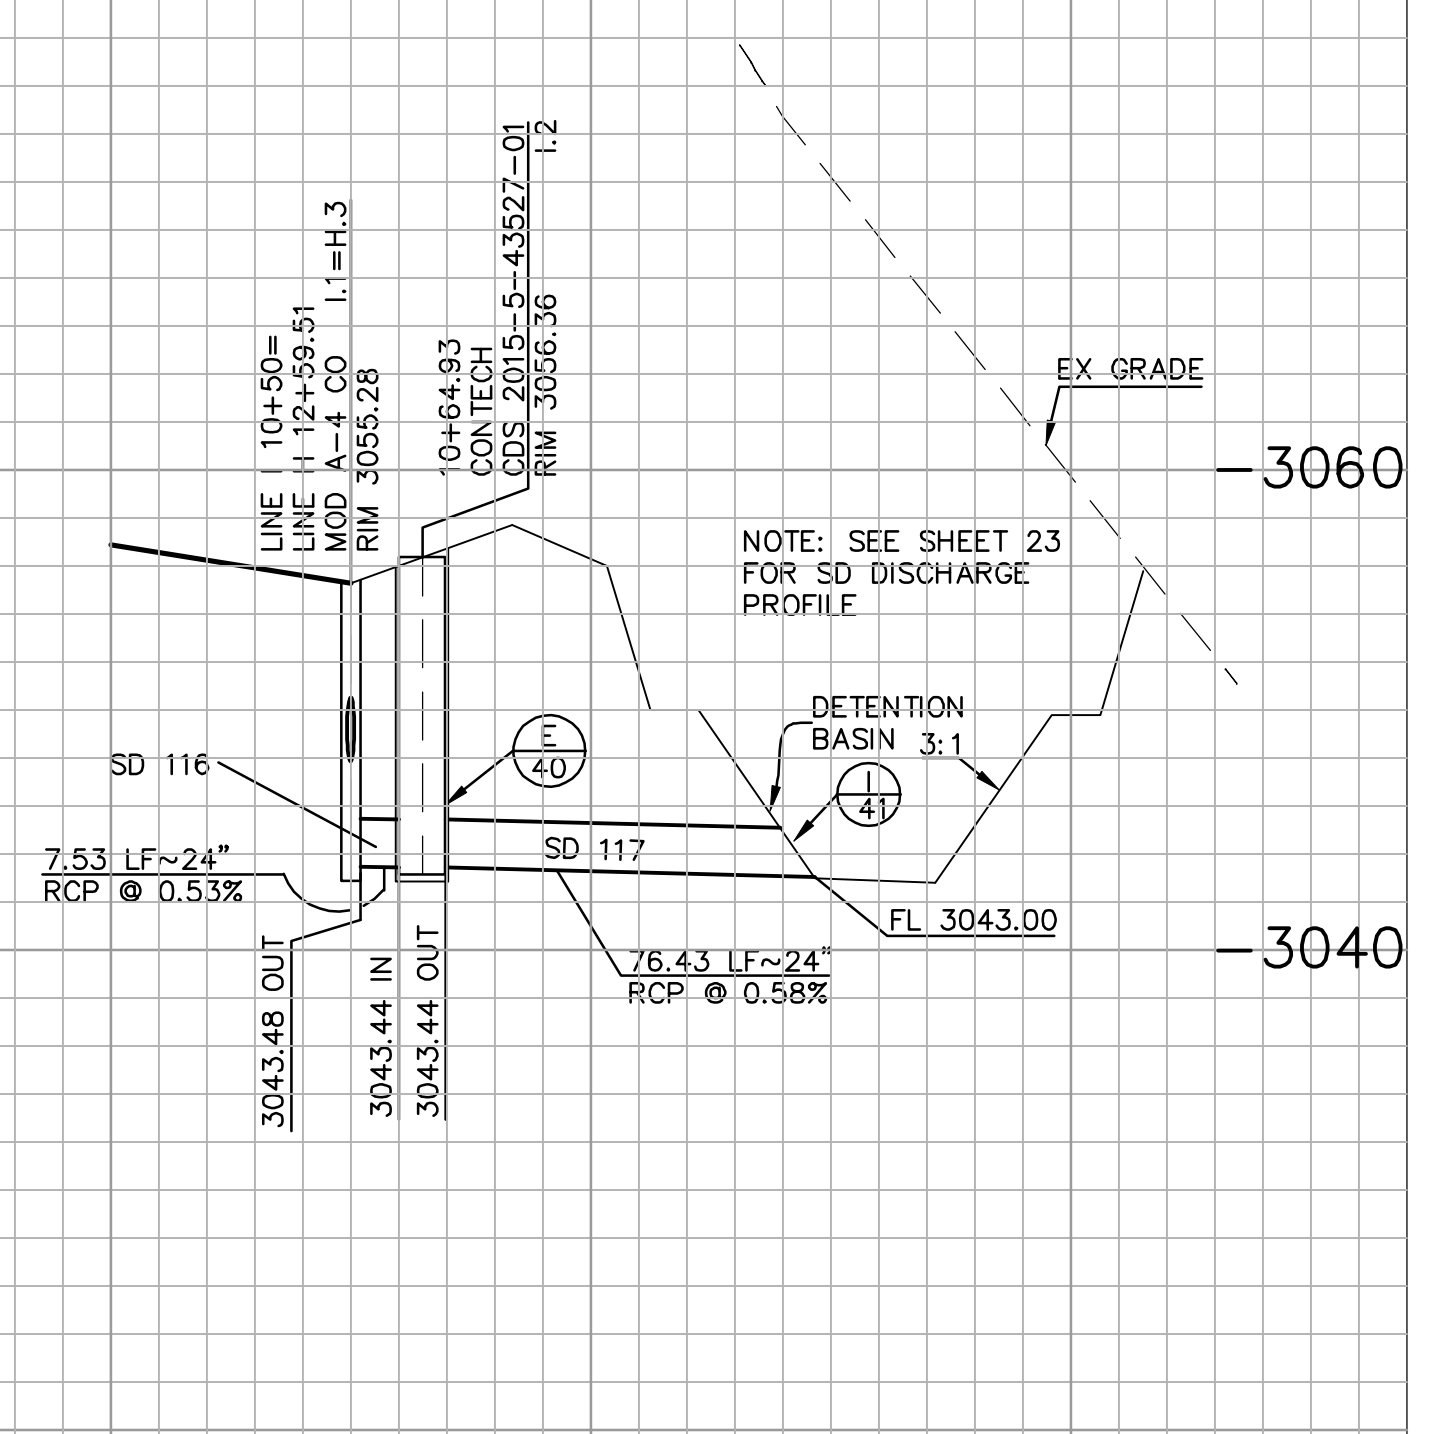 LINE I 10+50=
LINE H 12+59.51
MOD A-4 CO I.1=H.3
RIM 3055.28
10+64.93
CONTECH
CDS 2015-5-43527-01
RIM 3056.36 I.2
EX GRADE
3060
NOTE: SEE SHEET 23
FOR SD DISCHARGE
PROFILE
DETENTION
BASIN
3:1
E
40
I
41
SD 116
SD 117
7.53 LF~24"
RCP @ 0.53%
FL 3043.00
3040
76.43 LF~24"
RCP @ 0.58%
3043.48 OUT
3043.44 IN
3043.44 OUT